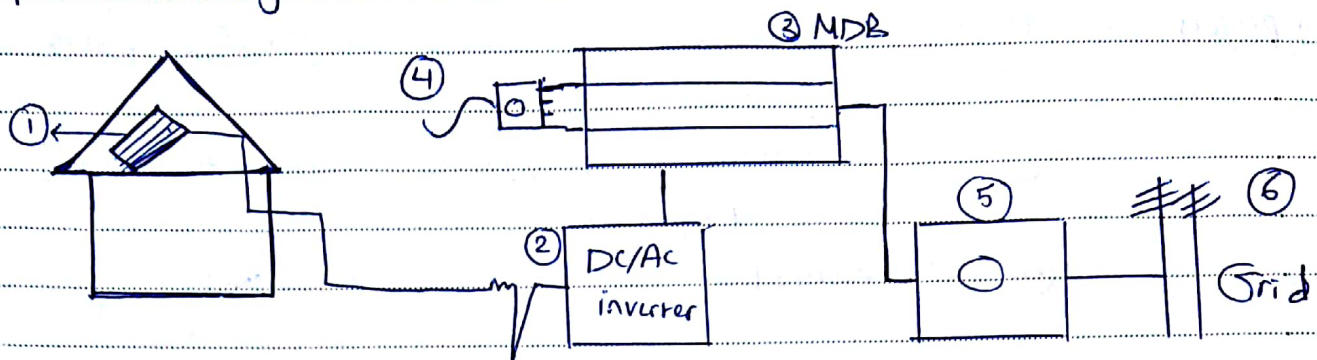 ③ MDB
④
①
⑤
⑥
②
DC/AC
inverter
Grid